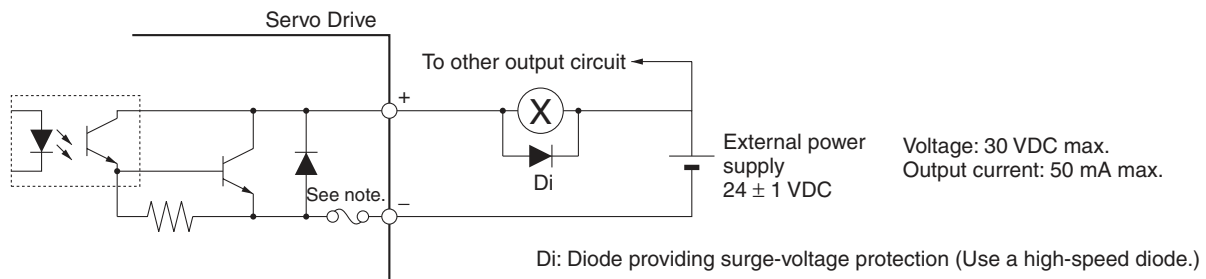 Servo Drive
To other output circuit
+
X
Di
See note.
−
External power
supply
24 ± 1 VDC
Voltage: 30 VDC max.
Output current: 50 mA max.
Di: Diode providing surge-voltage protection (Use a high-speed diode.)